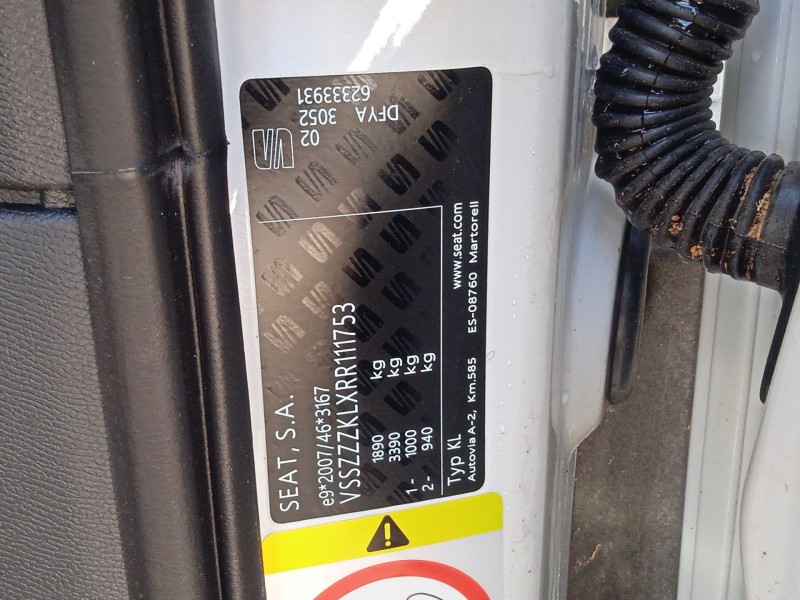 SEAT, S.A.
e9*2007/46*3167
VSSZZZKLXRR111753
1890 kg
3390 kg
1- 1000 kg
2- 940 kg
Typ KL www.seat.com
Autovia A-2, Km.585 ES-08760 Martorell
02
3052
DFYA
62333931